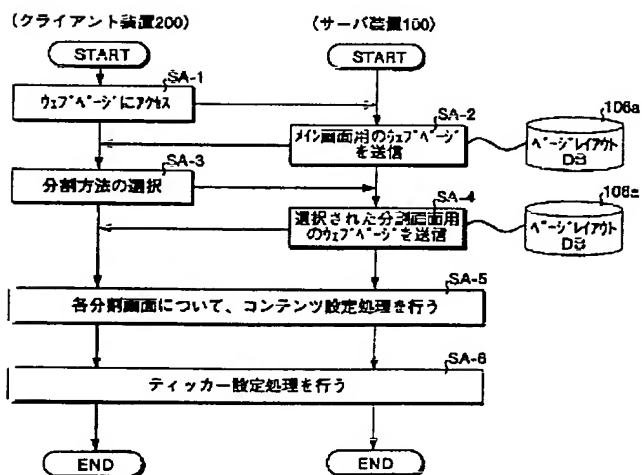 (クライアント装置200)
(サーバ装置100)
START
START
SA-1
ウェブページにアクセス
SA-2
メイン画面用のウェブページ
を送信
106a
ページレイアウト
DB
SA-3
分割方法の選択
SA-4
選択された分割画面用
のウェブページを送信
106a
ページレイアウト
DB
SA-5
各分割画面について、コンテンツ設定処理を行う
SA-6
ティッカー設定処理を行う
END
END